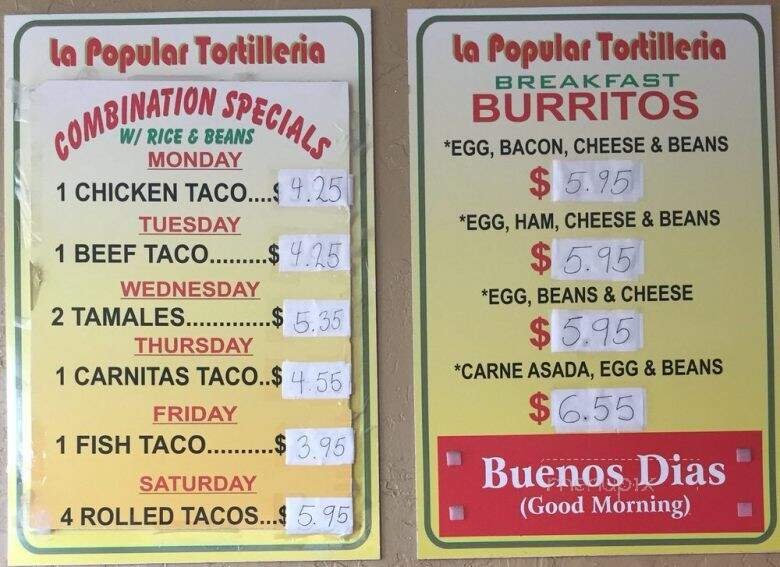 La Popular Tortilleria
COMBINATION SPECIALS
W/ RICE & BEANS
MONDAY
1 CHICKEN TACO....$ 4.25
TUESDAY
1 BEEF TACO.........$ 4.25
WEDNESDAY
2 TAMALES.............$ 5.35
THURSDAY
1 CARNITAS TACO..$ 4.55
FRIDAY
1 FISH TACO..........$ 3.95
SATURDAY
4 ROLLED TACOS...$ 5.95
La Popular Tortilleria
BREAKFAST
BURRITOS
*EGG, BACON, CHEESE & BEANS
$ 5.95
*EGG, HAM, CHEESE & BEANS
$ 5.95
*EGG, BEANS & CHEESE
$ 5.95
*CARNE ASADA, EGG & BEANS
$ 6.55
Buenos Dias
menupix
(Good Morning)